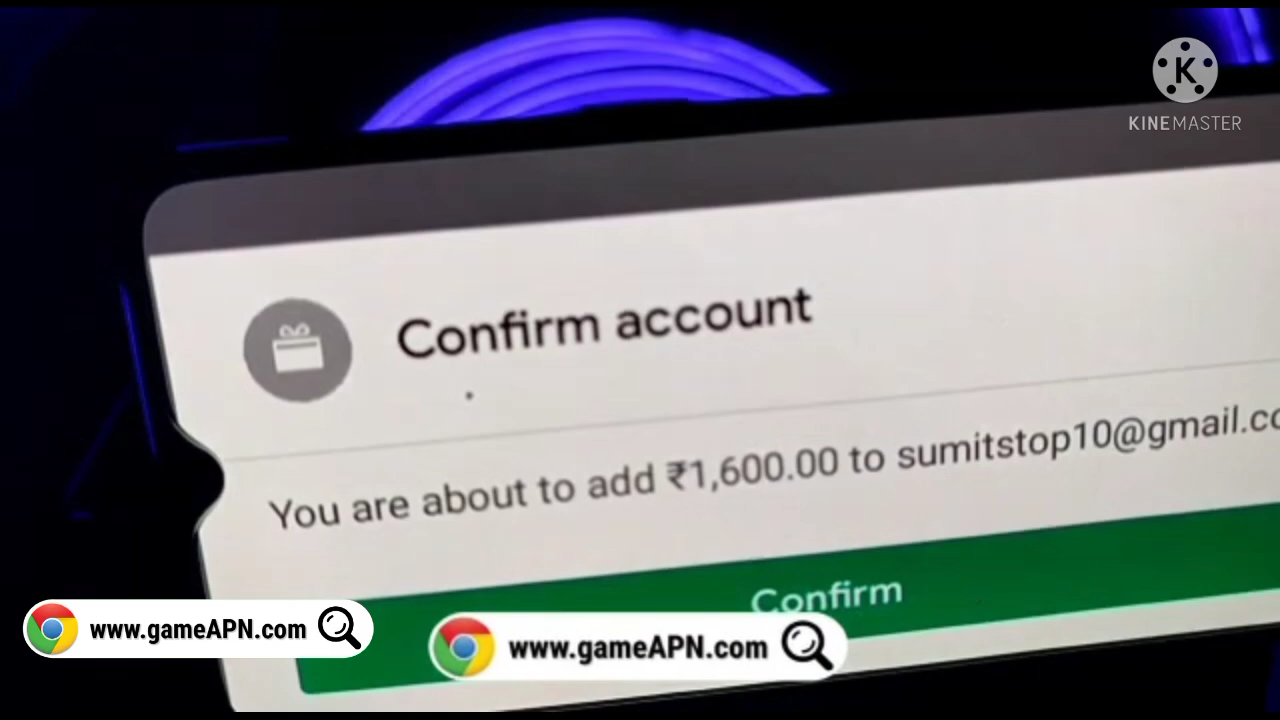 K
KINEMASTER
Confirm account
You are about to add ₹1,600.00 to sumitstop10@gmail.co
Confirm
www.gameAPN.com
www.gameAPN.com